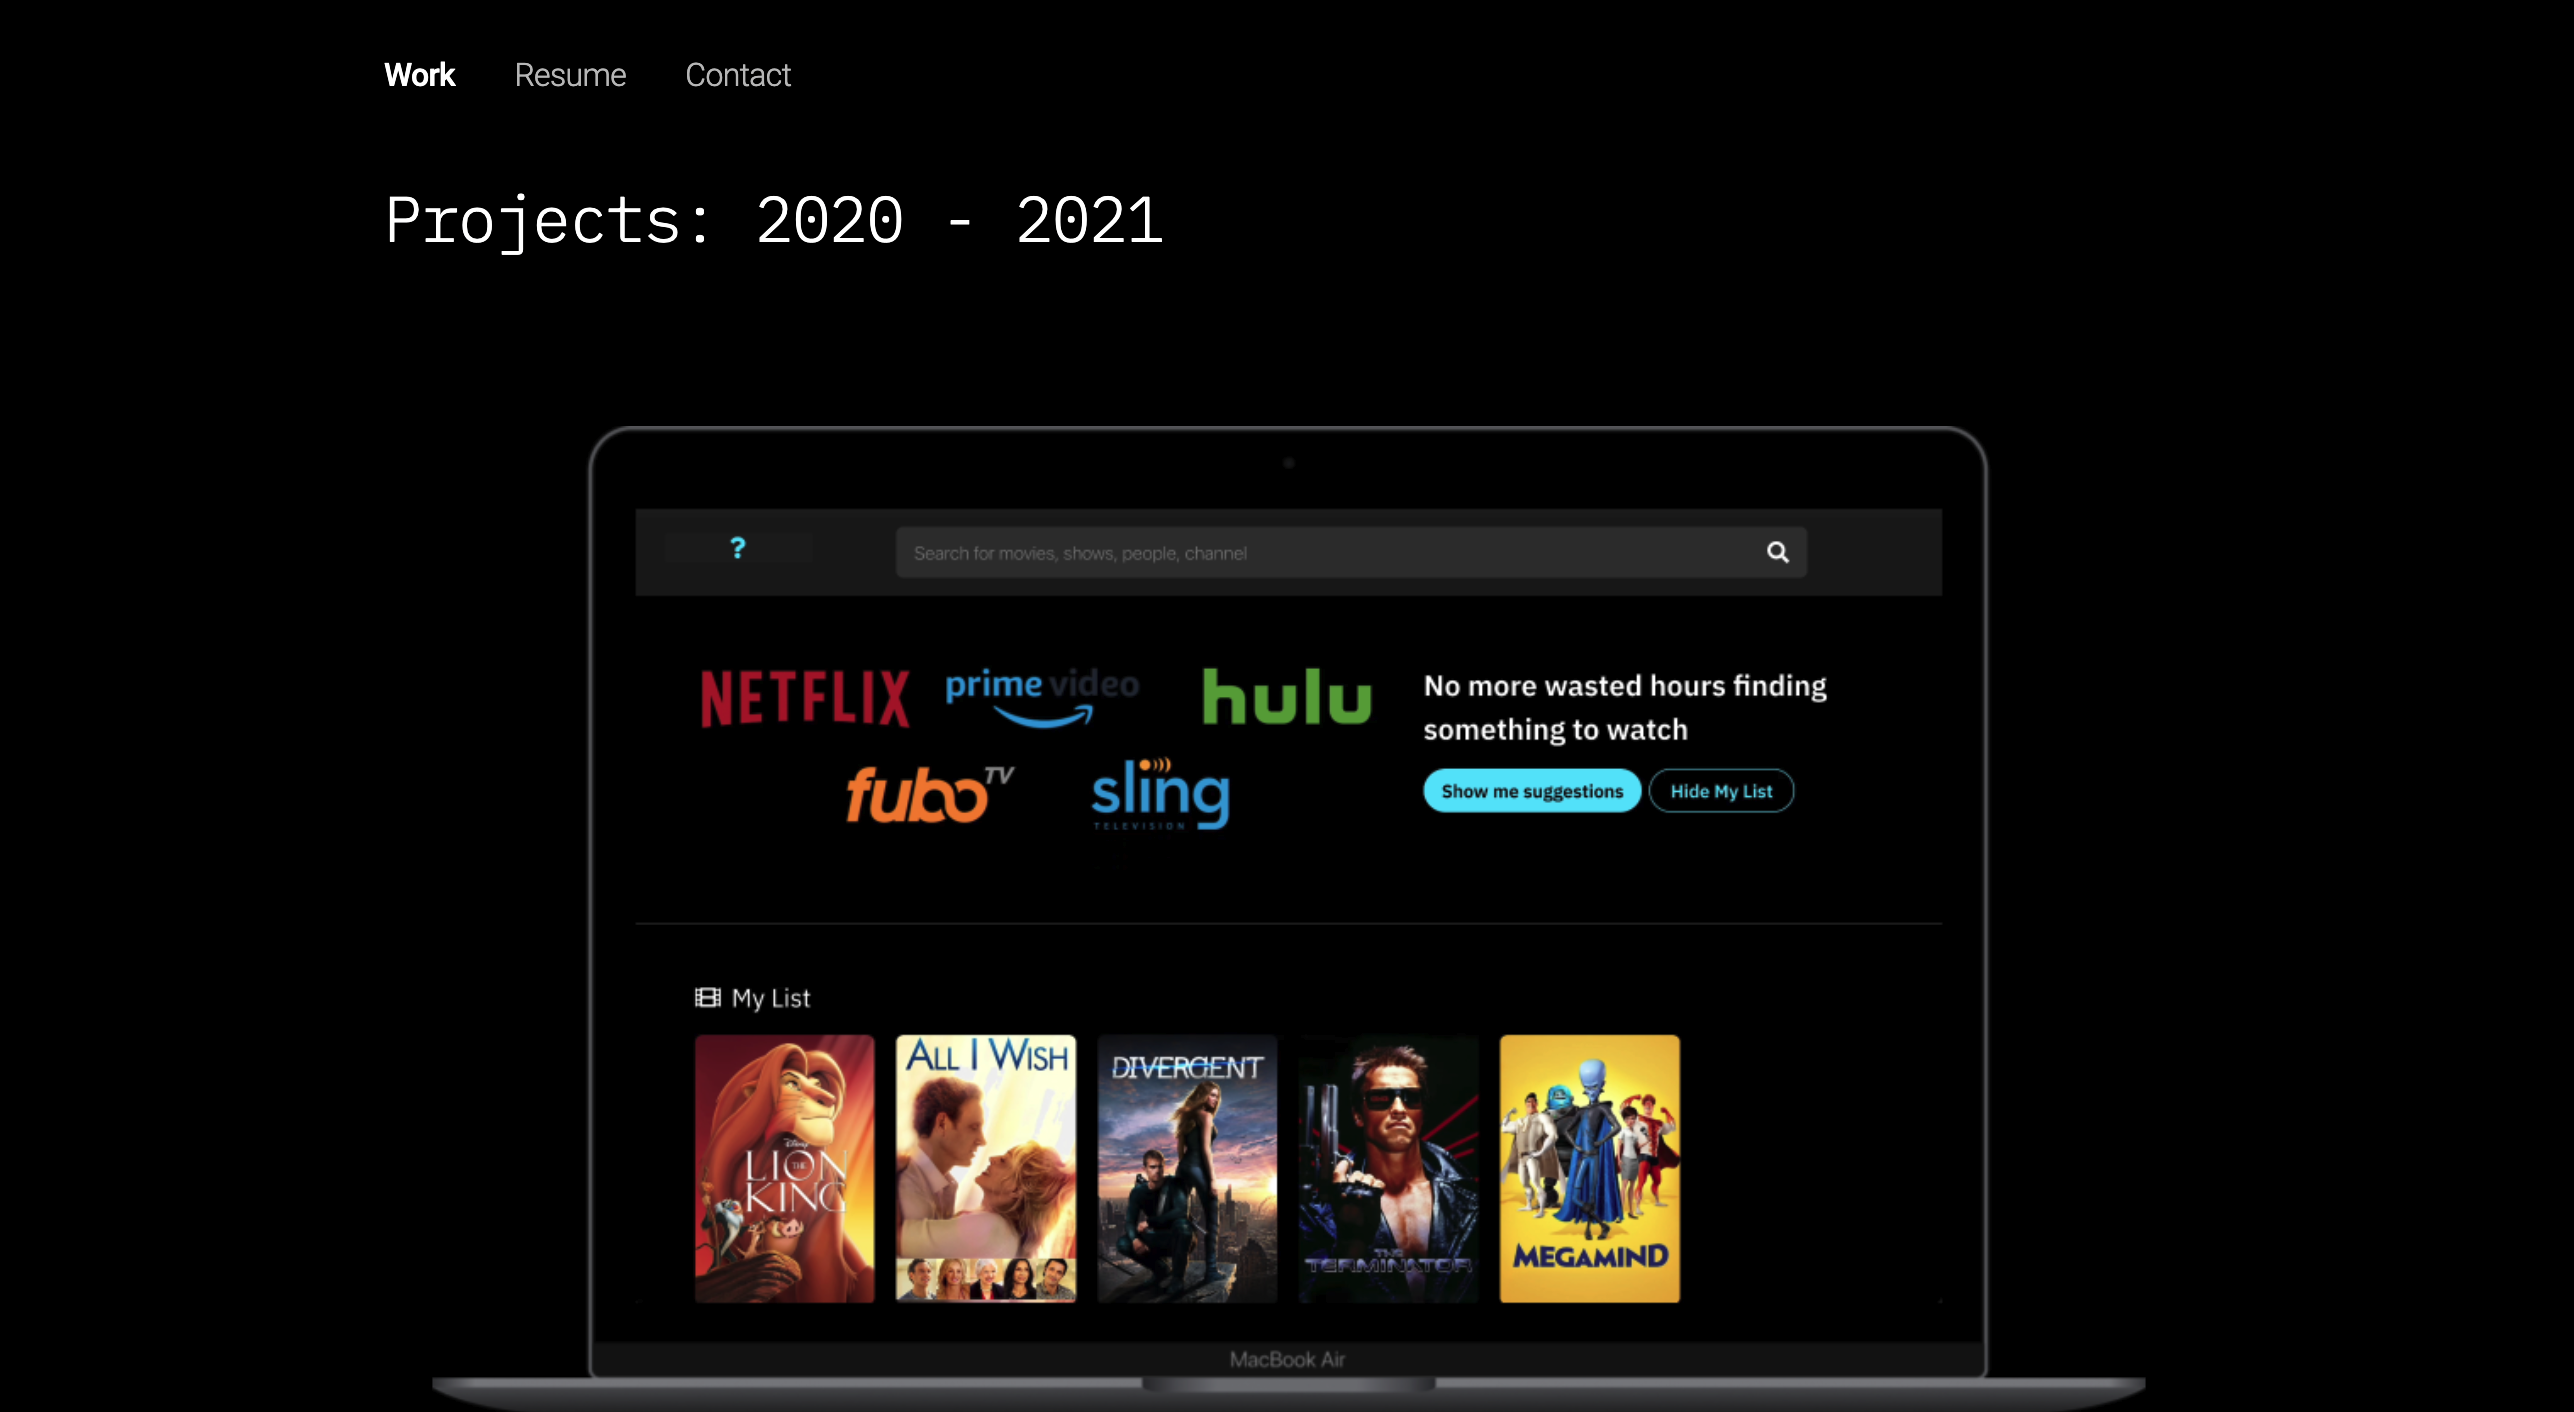 Work Resume Contact
Projects: 2020 - 2021
?
Search for movies, shows, people, channel
NETFLIX prime video hulu
fubo TV sling
TELEVISION
No more wasted hours finding
something to watch
Show me suggestions Hide My List
My List
Disney
THE
LION
KING
ALL I WISH
DIVERGENT
THE
TERMINATOR
MEGAMIND
MacBook Air